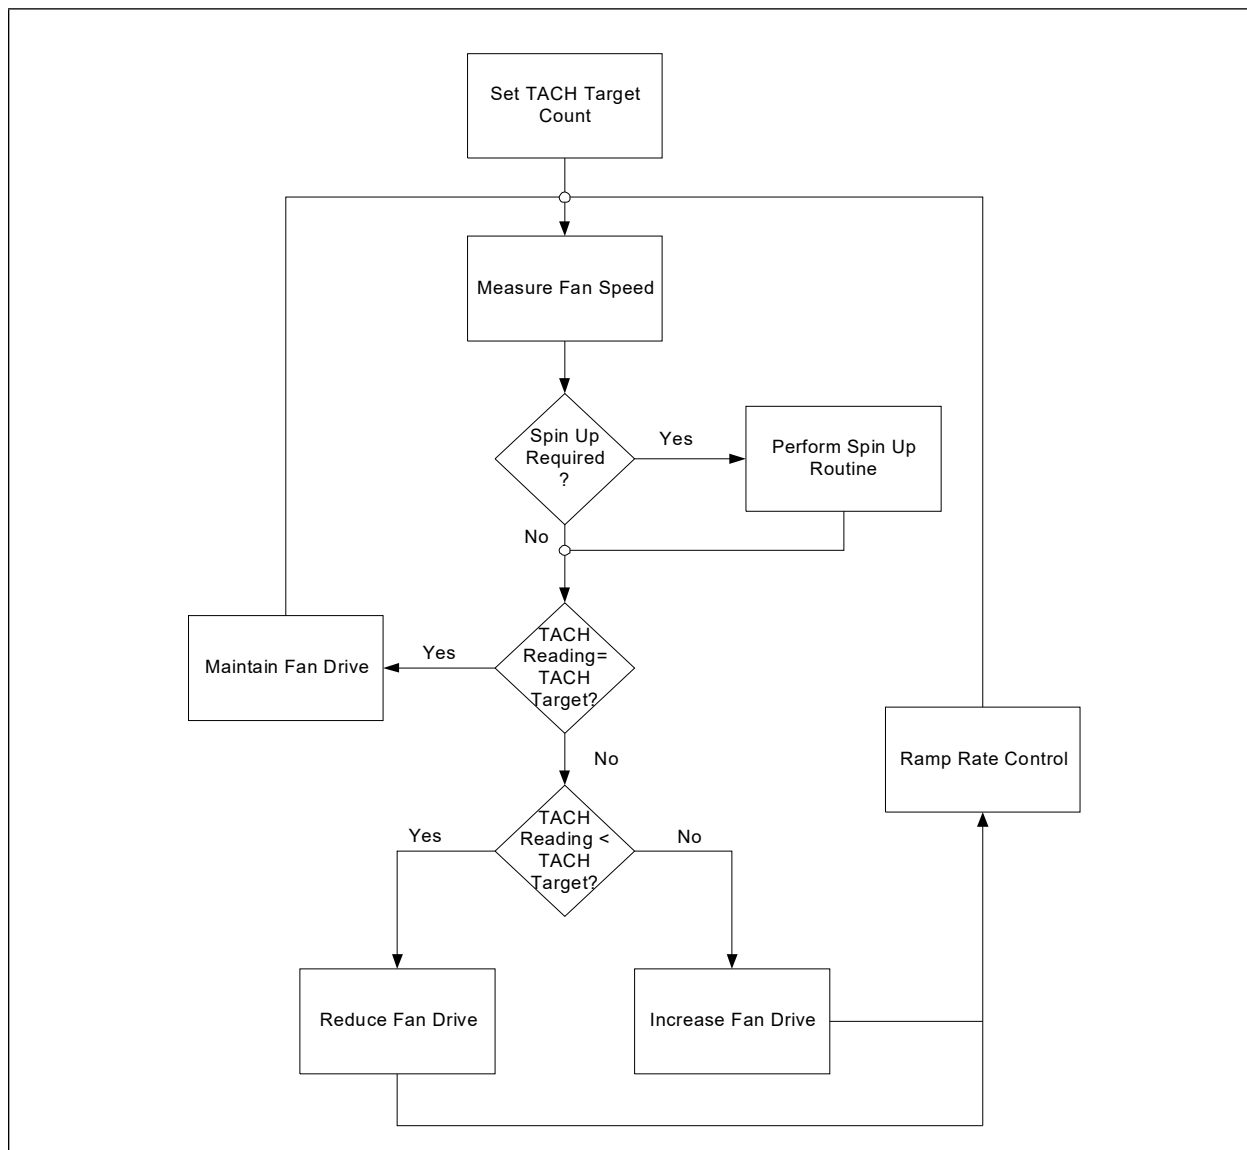 Set TACH Target
Count
Measure Fan Speed
Spin Up
Required
?
Yes
Perform Spin Up
Routine
No
TACH
Reading=
TACH
Target?
Yes
Maintain Fan Drive
No
Ramp Rate Control
TACH
Reading <
TACH
Target?
Yes
No
Reduce Fan Drive
Increase Fan Drive